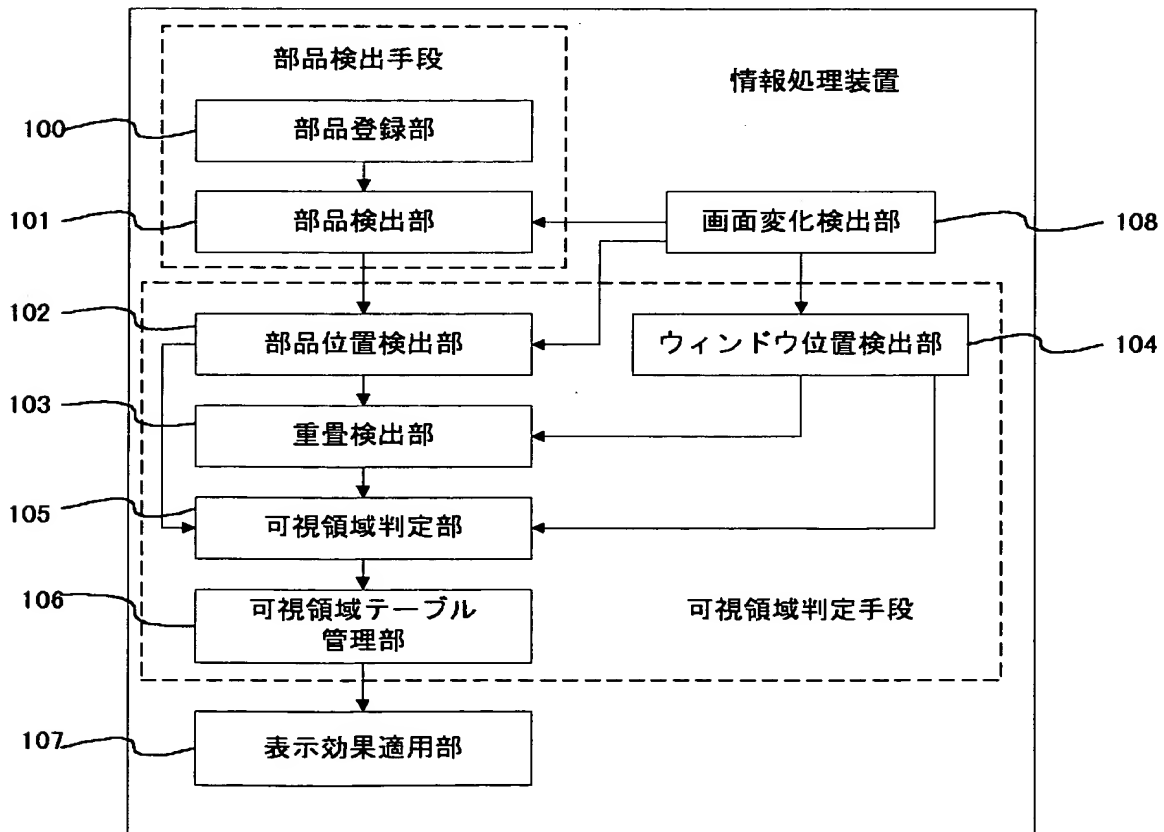 部品検出手段
情報処理装置
100
部品登録部
101
部品検出部
画面変化検出部
108
102
部品位置検出部
ウィンドウ位置検出部
104
103
重畳検出部
105
可視領域判定部
106
可視領域テーブル
管理部
可視領域判定手段
107
表示効果適用部